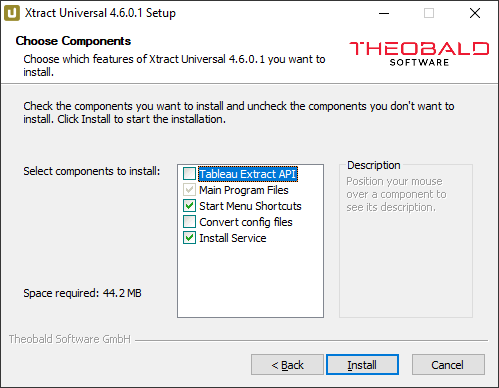 Xtract Universal 4.6.0.1 Setup
Choose Components
Choose which features of Xtract Universal 4.6.0.1 you want to
install.
THEOBALD
SOFTWARE
Check the components you want to install and uncheck the components you don't want to
install. Click Install to start the installation.
Select components to install:
Tableau Extract API
Main Program Files
Start Menu Shortcuts
Convert config files
Install Service
Description
Position your mouse
over a component to
see its description.
Space required: 44.2 MB
Theobald Software GmbH
< Back
Install
Cancel